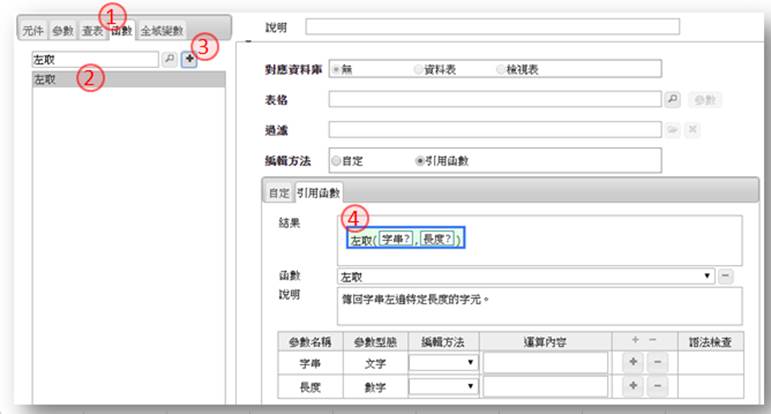 1
元件 參數 查表 函數 全域變數
3
左取
左取
2
說明
對應資料庫 無 資料表 檢視表
表格 參數
過濾
編輯方法 自定 引用函數
自定 引用函數
4
結果
左取(字串?,長度?)
函數 左取
說明 傳回字串左邊特定長度的字元。
參數名稱 參數型態 編輯方法 運算內容 + − 語法檢查
字串 文字 + −
長度 數字 + −